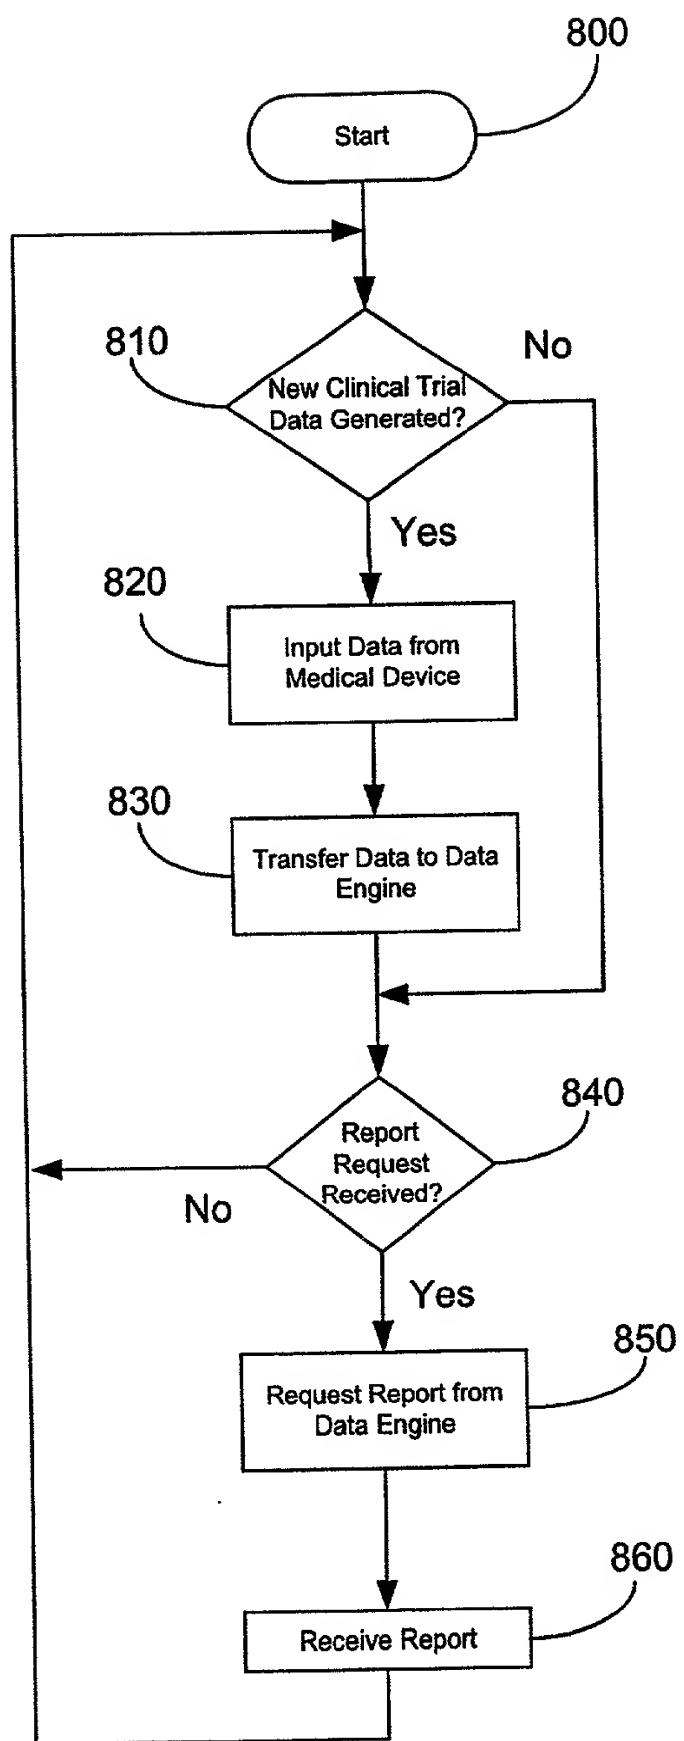 800
Start
810
No
New Clinical Trial
Data Generated?
Yes
820
Input Data from
Medical Device
830
Transfer Data to Data
Engine
840
Report
Request
Received?
No
Yes
850
Request Report from
Data Engine
860
Receive Report